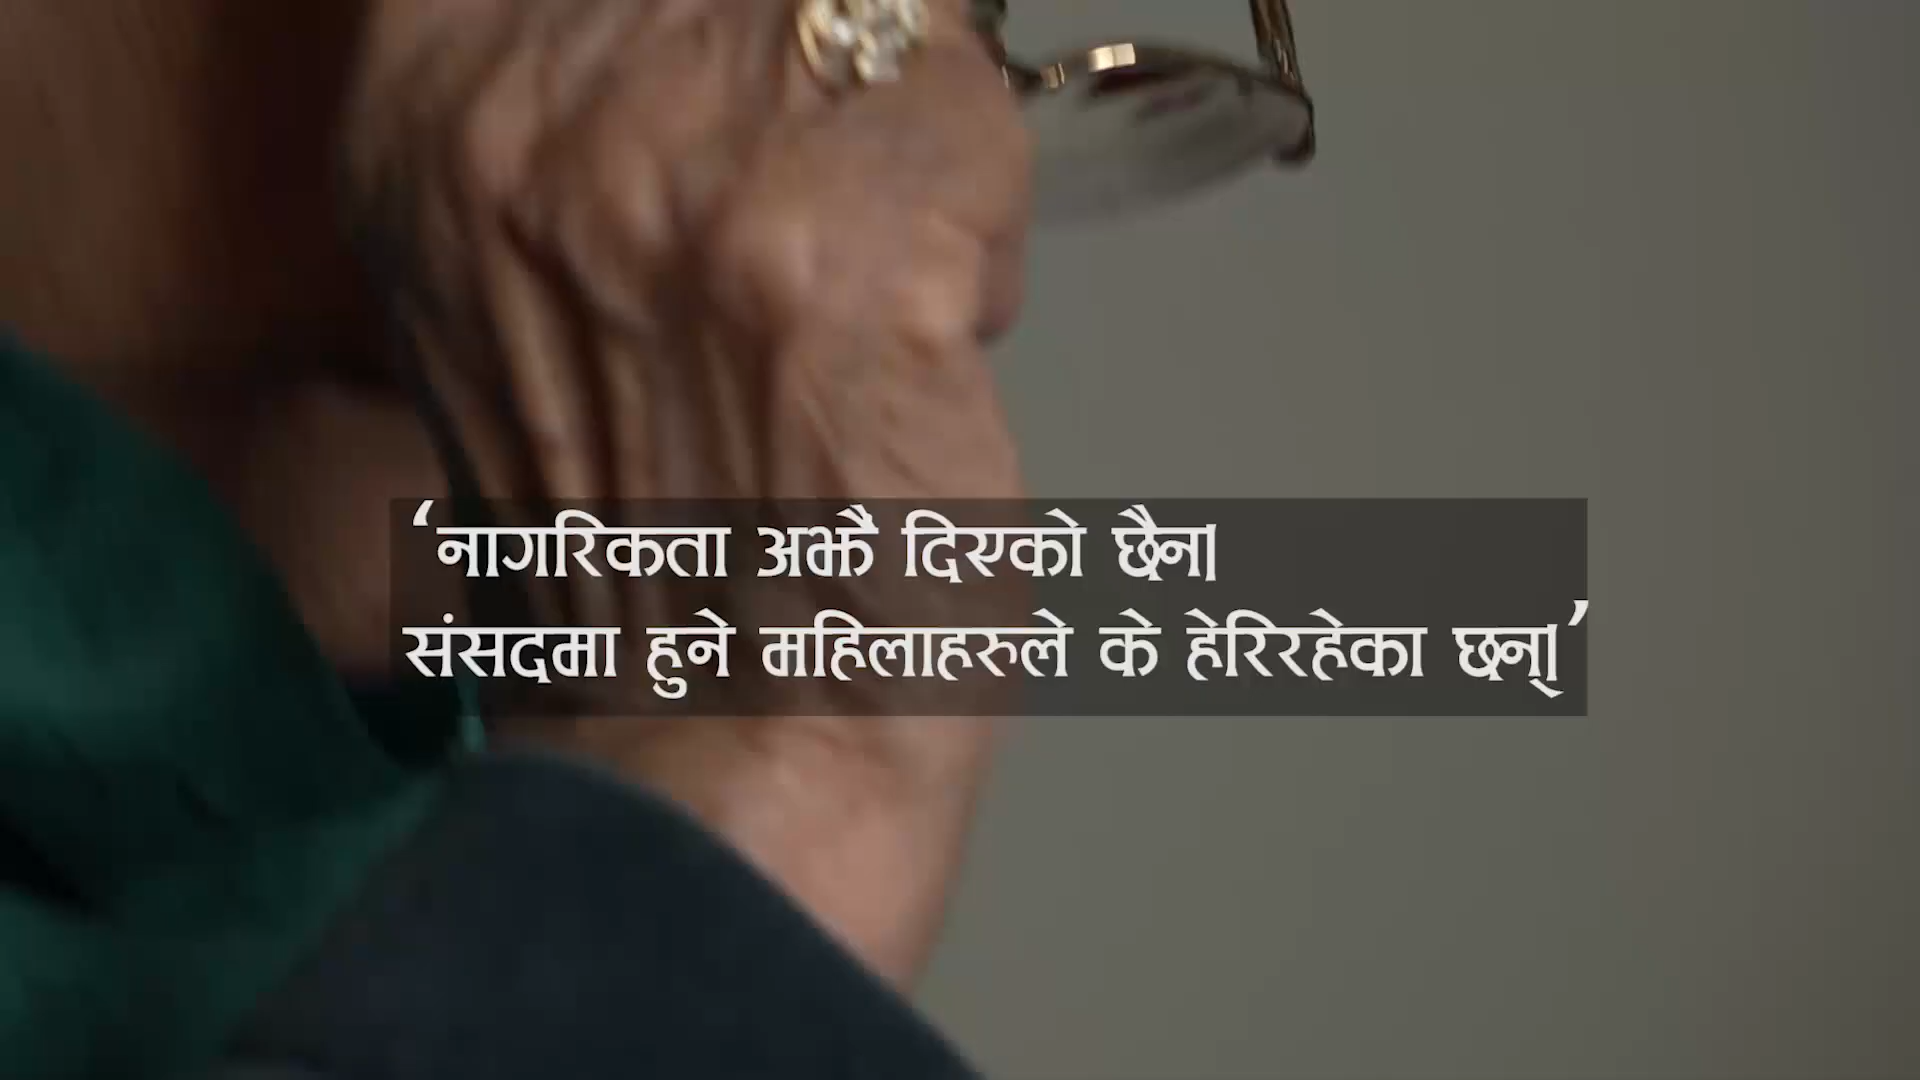 ‘नागरिकता अझै दिएको छैन।
संसदमा हुने महिलाहरुले के हेरिरहेका छन्।’